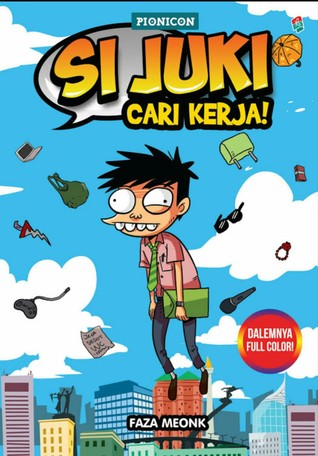 PIONICON
SI JUKI
CARI KERJA!
DALEMNYA
FULL COLOR!
FAZA MEONK